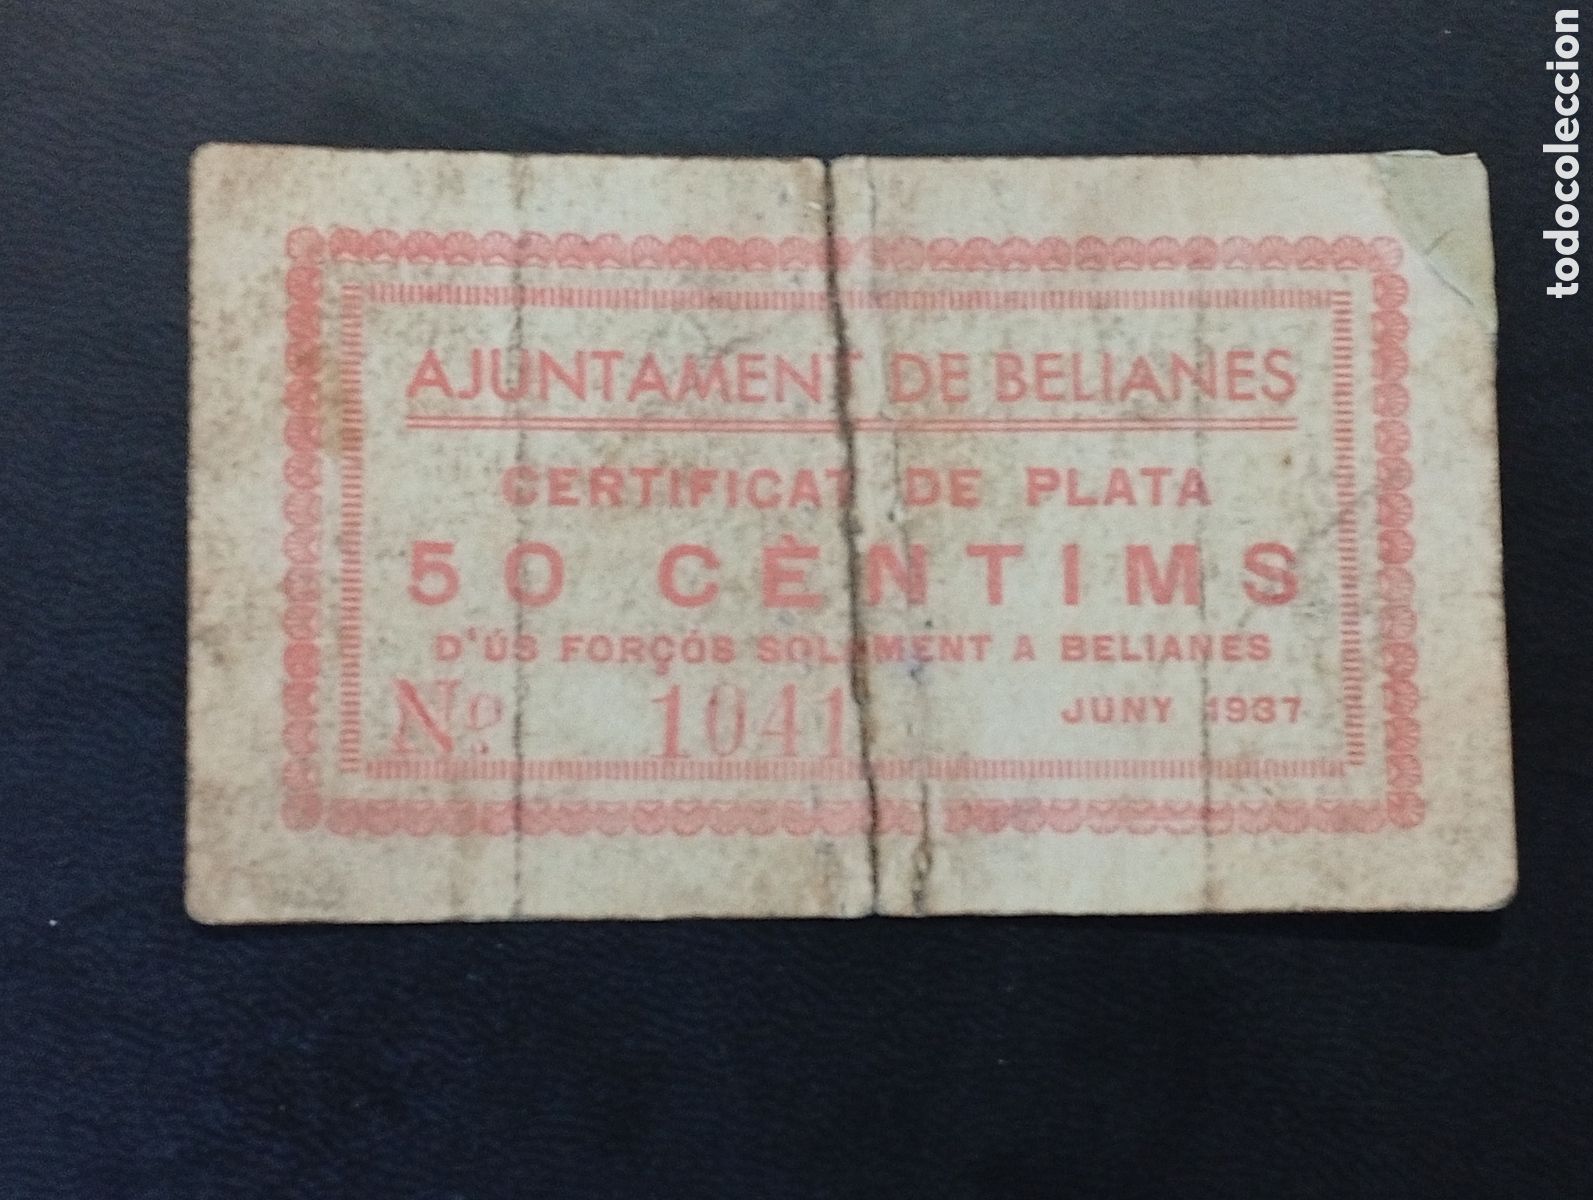 AJUNTAMENT DE BELIANES
CERTIFICAT DE PLATA
50 CÈNTIMS
D'ÚS FORÇÓS SOLAMENT A BELIANES
Nº 1041 JUNY 1937
todocoleccion